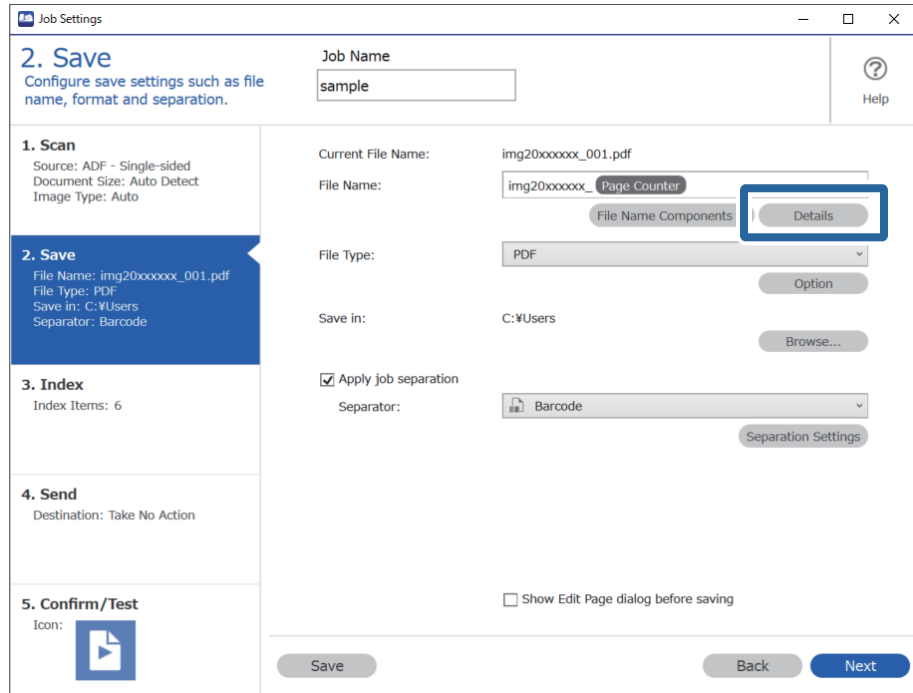 Job Settings
2. Save
Configure save settings such as file
name, format and separation.
Job Name
sample
Help
1. Scan
Source: ADF - Single-sided
Document Size: Auto Detect
Image Type: Auto
2. Save
File Name: img20xxxxxx_001.pdf
File Type: PDF
Save in: C:¥Users
Separator: Barcode
3. Index
Index Items: 6
4. Send
Destination: Take No Action
5. Confirm/Test
Icon:
Current File Name: img20xxxxxx_001.pdf
File Name: img20xxxxxx_ Page Counter
File Name Components Details
File Type: PDF
Option
Save in: C:¥Users
Browse...
Apply job separation
Separator: Barcode
Separation Settings
Show Edit Page dialog before saving
Save Back Next